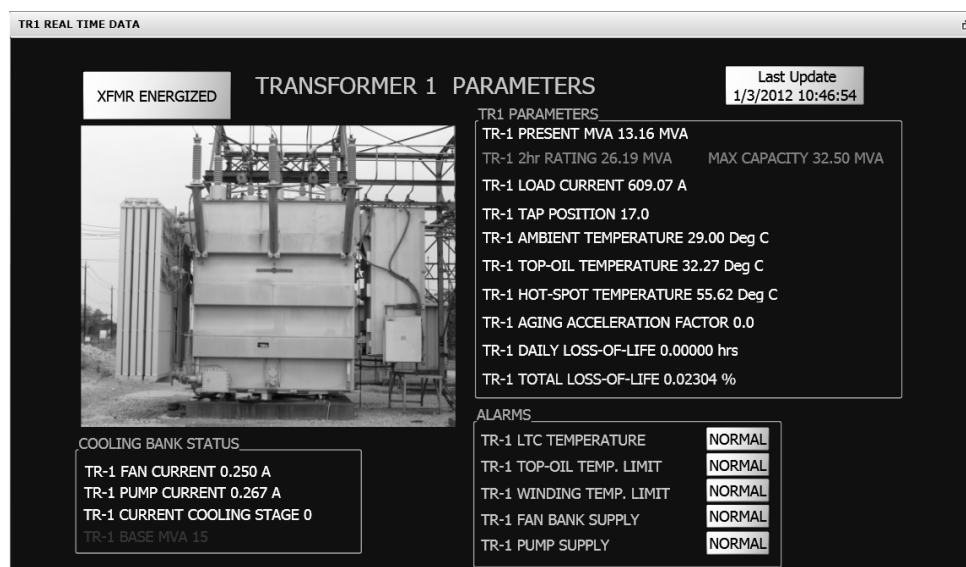 TR1 REAL TIME DATA
XFMR ENERGIZED
TRANSFORMER 1 PARAMETERS
Last Update
1/3/2012 10:46:54
TR1 PARAMETERS
TR-1 PRESENT MVA 13.16 MVA
TR-1 2hr RATING 26.19 MVA MAX CAPACITY 32.50 MVA
TR-1 LOAD CURRENT 609.07 A
TR-1 TAP POSITION 17.0
TR-1 AMBIENT TEMPERATURE 29.00 Deg C
TR-1 TOP-OIL TEMPERATURE 32.27 Deg C
TR-1 HOT-SPOT TEMPERATURE 55.62 Deg C
TR-1 AGING ACCELERATION FACTOR 0.0
TR-1 DAILY LOSS-OF-LIFE 0.00000 hrs
TR-1 TOTAL LOSS-OF-LIFE 0.02304 %
COOLING BANK STATUS
TR-1 FAN CURRENT 0.250 A
TR-1 PUMP CURRENT 0.267 A
TR-1 CURRENT COOLING STAGE 0
TR-1 BASE MVA 15
ALARMS
TR-1 LTC TEMPERATURE NORMAL
TR-1 TOP-OIL TEMP. LIMIT NORMAL
TR-1 WINDING TEMP. LIMIT NORMAL
TR-1 FAN BANK SUPPLY NORMAL
TR-1 PUMP SUPPLY NORMAL